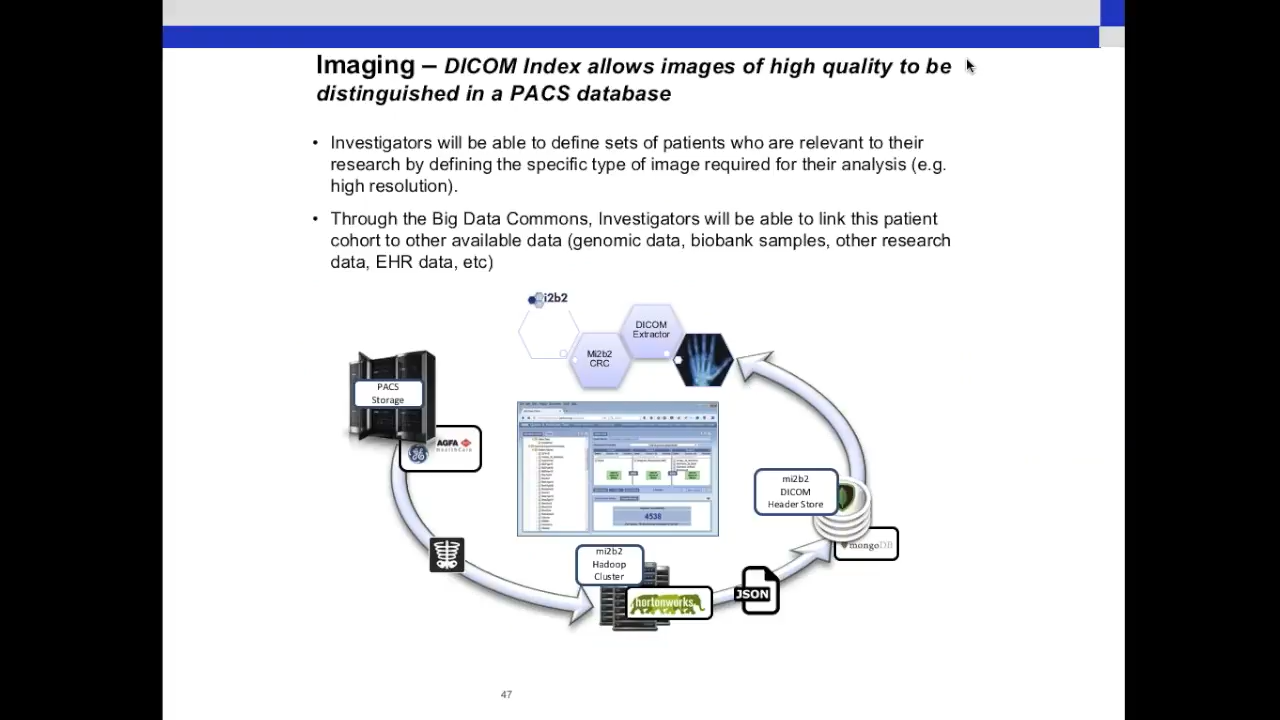 Imaging – DICOM Index allows images of high quality to be
distinguished in a PACS database
• Investigators will be able to define sets of patients who are relevant to their
research by defining the specific type of image required for their analysis (e.g.
high resolution).
• Through the Big Data Commons, Investigators will be able to link this patient
cohort to other available data (genomic data, biobank samples, other research
data, EHR data, etc)
i2b2
DICOM
Extractor
Mi2b2
CRC
PACS
Storage
AGFA
HealthCare
4538
mi2b2
DICOM
Header Store
mongoDB
mi2b2
Hadoop
Cluster
hortonworks
JSON
47